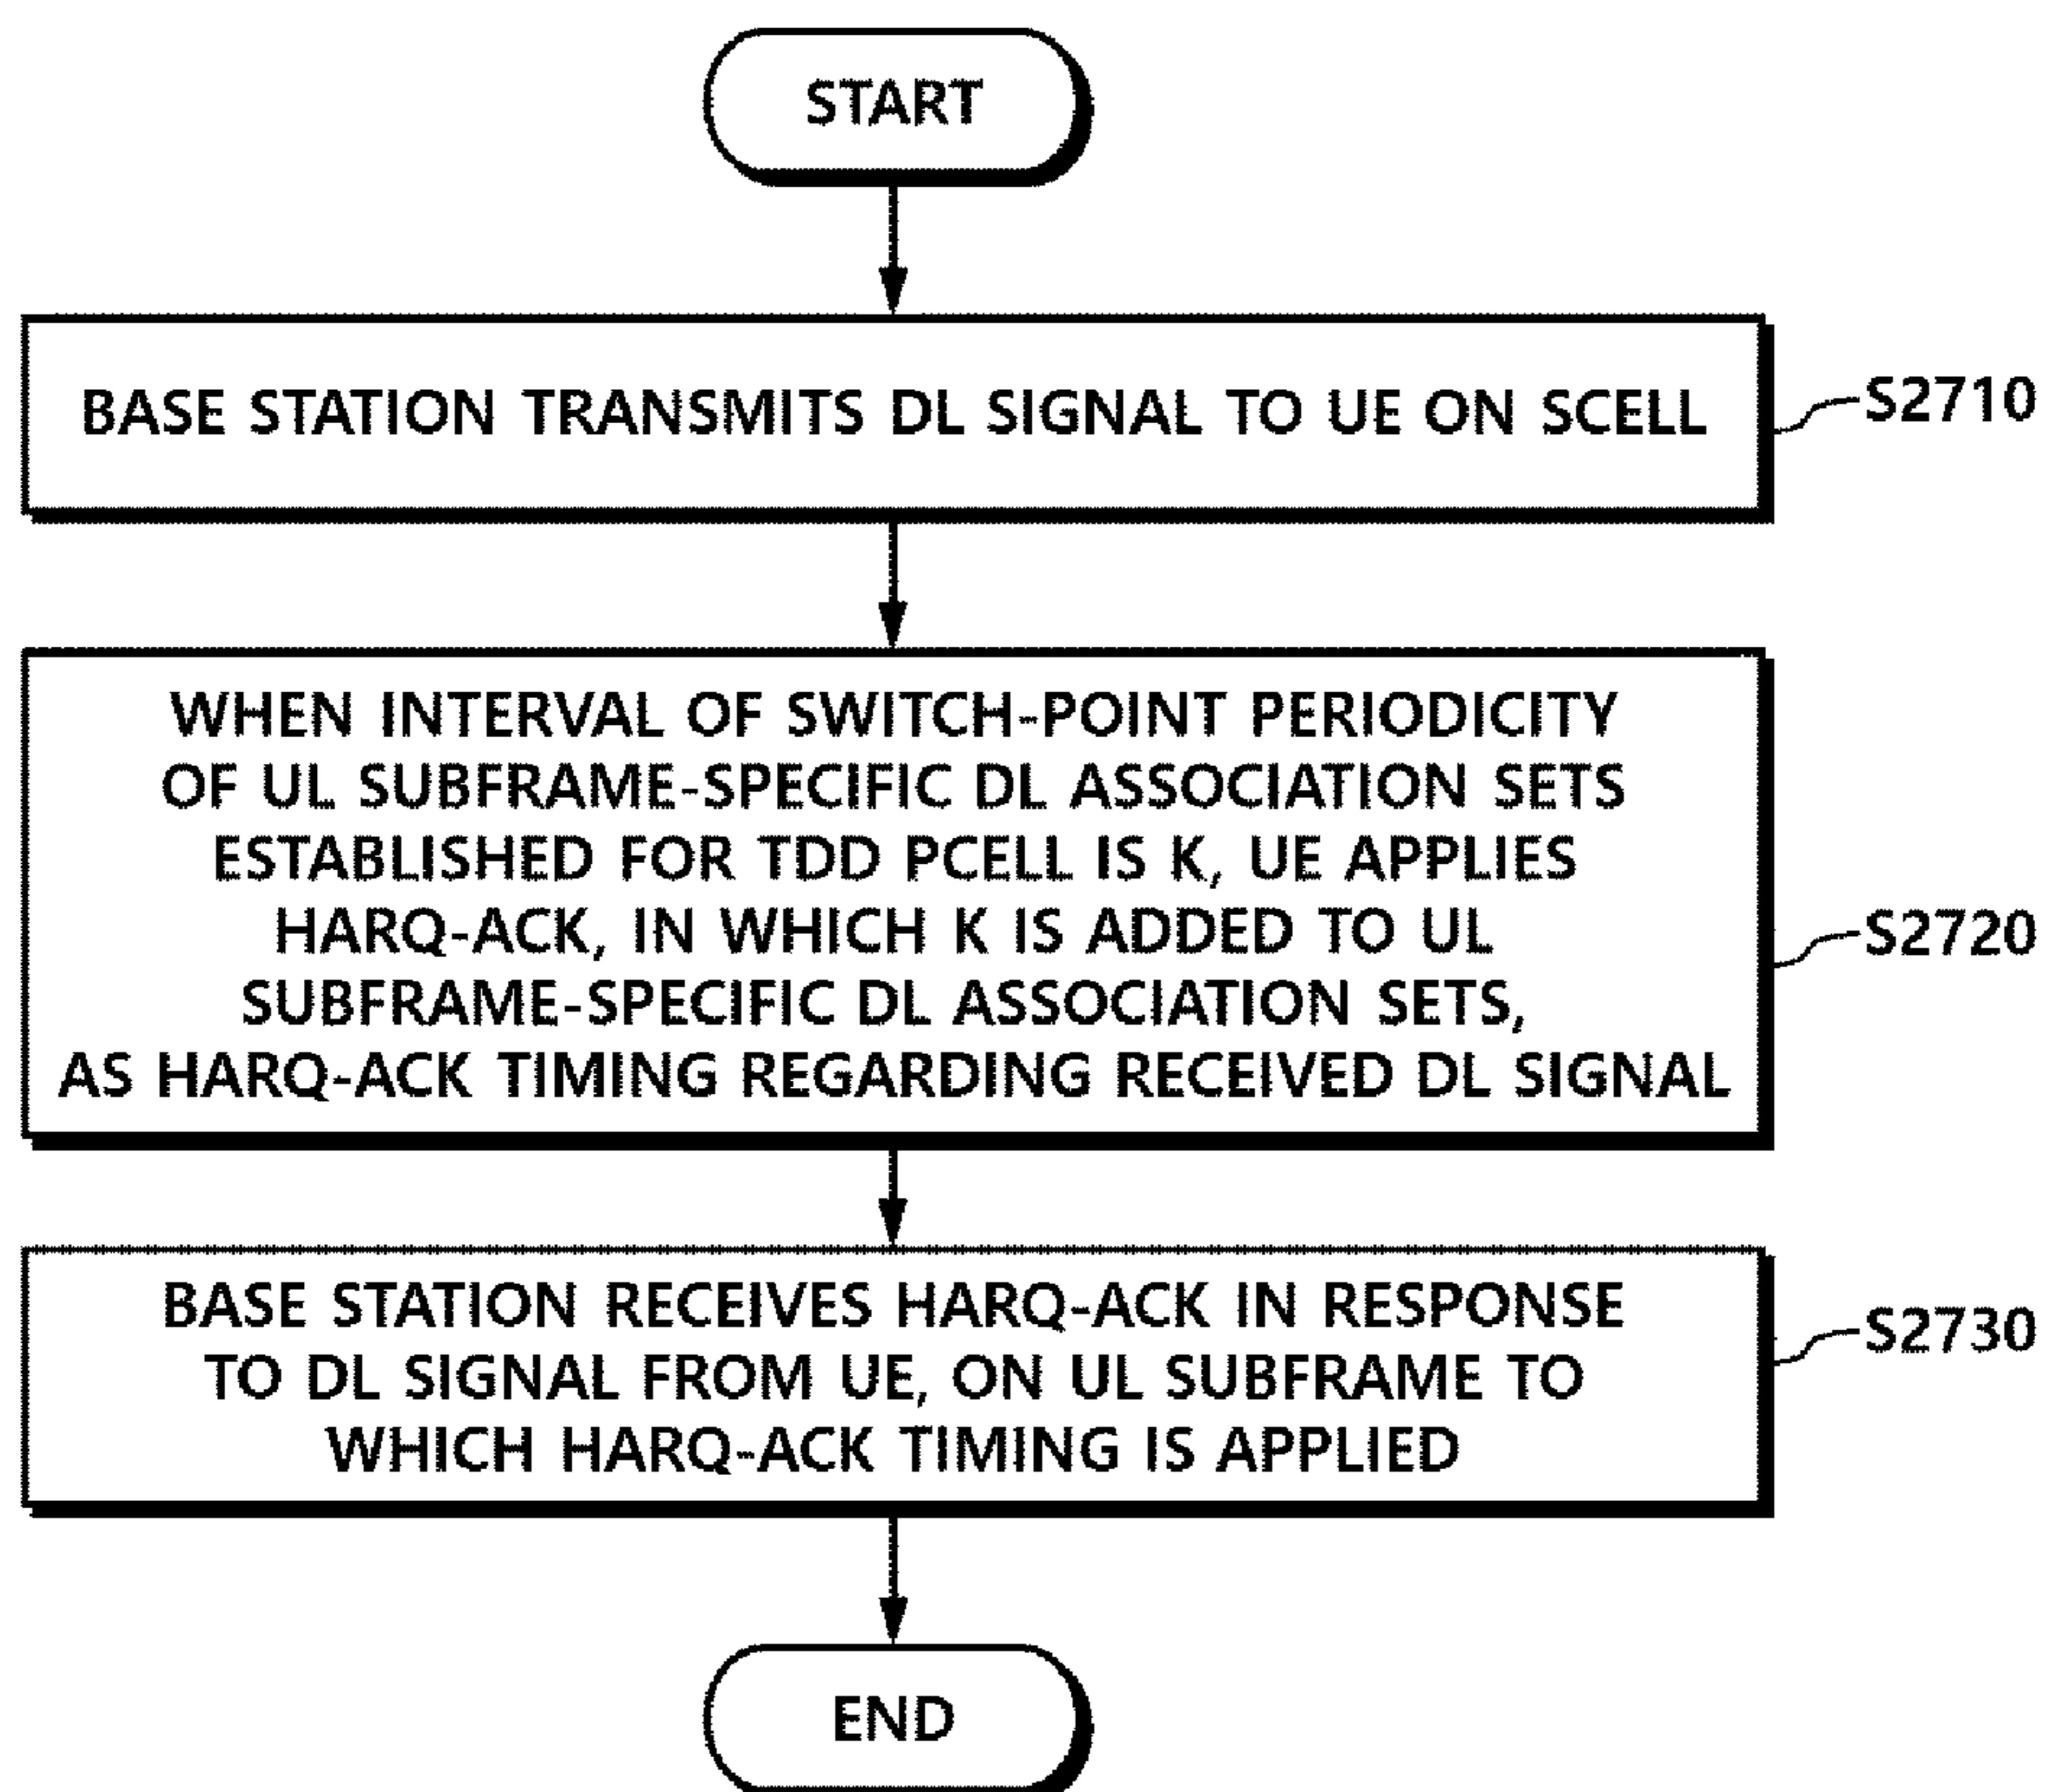 START
BASE STATION TRANSMITS DL SIGNAL TO UE ON SCELL
S2710
WHEN INTERVAL OF SWITCH-POINT PERIODICITY
OF UL SUBFRAME-SPECIFIC DL ASSOCIATION SETS
ESTABLISHED FOR TDD PCELL IS K, UE APPLIES
HARQ-ACK, IN WHICH K IS ADDED TO UL
SUBFRAME-SPECIFIC DL ASSOCIATION SETS,
AS HARQ-ACK TIMING REGARDING RECEIVED DL SIGNAL
S2720
BASE STATION RECEIVES HARQ-ACK IN RESPONSE
TO DL SIGNAL FROM UE, ON UL SUBFRAME TO
WHICH HARQ-ACK TIMING IS APPLIED
S2730
END